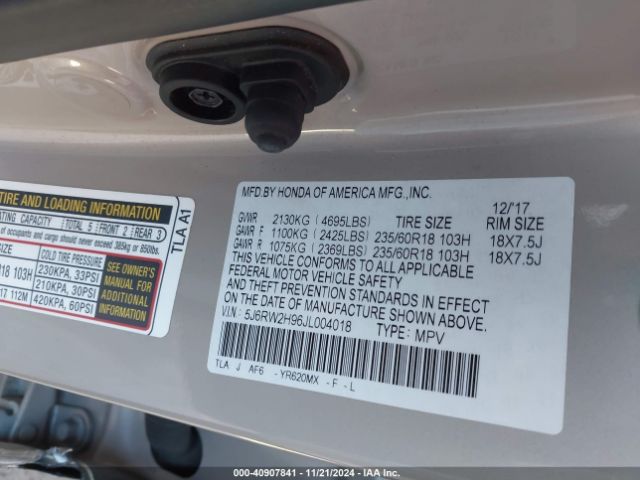 TIRE AND LOADING INFORMATION
ATING CAPACITY TOTAL 5 FRONT 2 REAR 3
of occupants and cargo should never exceed 385kg or 850lbs.
SIZE COLD TIRE PRESSURE
R18 103H 230KPA, 33PSI
210KPA, 30PSI
17 112M 420KPA, 60PSI
SEE OWNER'S
MANUAL FOR
ADDITIONAL
INFORMATION
TLA A1
MFD.BY HONDA OF AMERICA MFG.,INC.
12/'17
GVWR 2130KG (4695LBS) TIRE SIZE RIM SIZE
GAWR F 1100KG (2425LBS) 235/60R18 103H 18X7.5J
GAWR R 1075KG (2369LBS) 235/60R18 103H 18X7.5J
THIS VEHICLE CONFORMS TO ALL APPLICABLE
FEDERAL MOTOR VEHICLE SAFETY
AND THEFT PREVENTION STANDARDS IN EFFECT
ON THE DATE OF MANUFACTURE SHOWN ABOVE.
V.I.N.: 5J6RW2H96JL004018 TYPE: MPV
TLA J AF6 -YR620MX -F-L
000-40907841 - 11/21/2024 - IAA Inc.